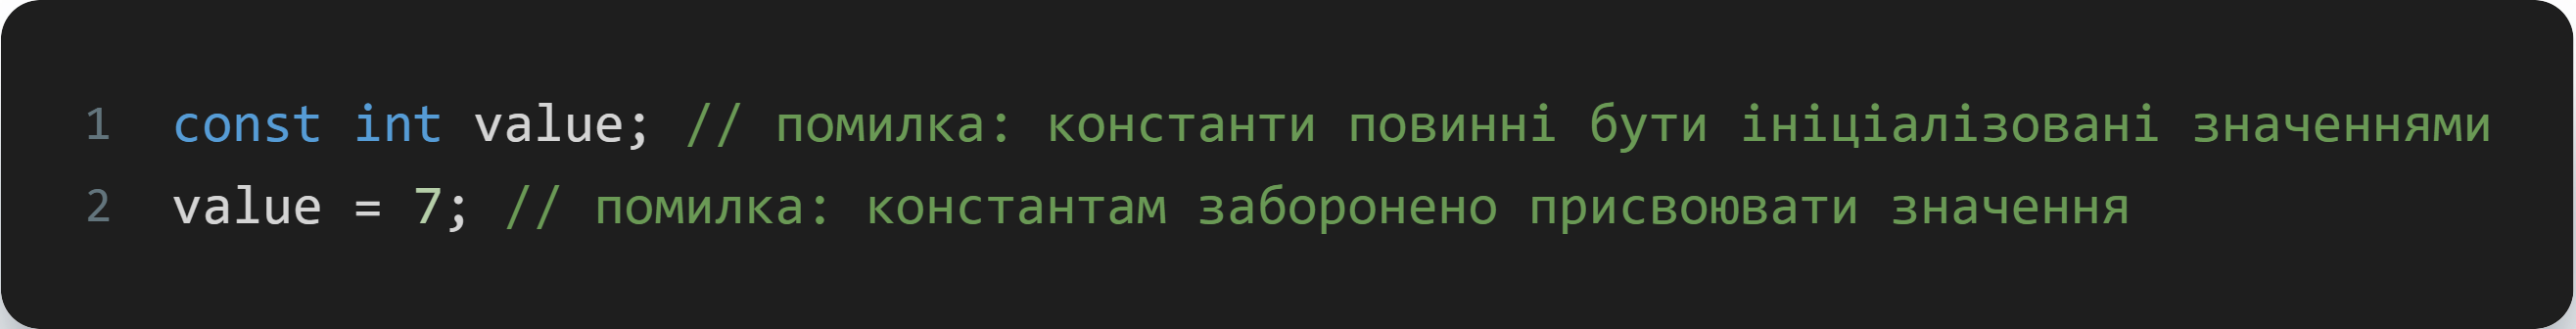 1 const int value; // помилка: константи повинні бути ініціалізовані значеннями
2 value = 7; // помилка: константам заборонено присвоювати значення